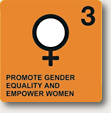 3
PROMOTE GENDER
EQUALITY AND
EMPOWER WOMEN